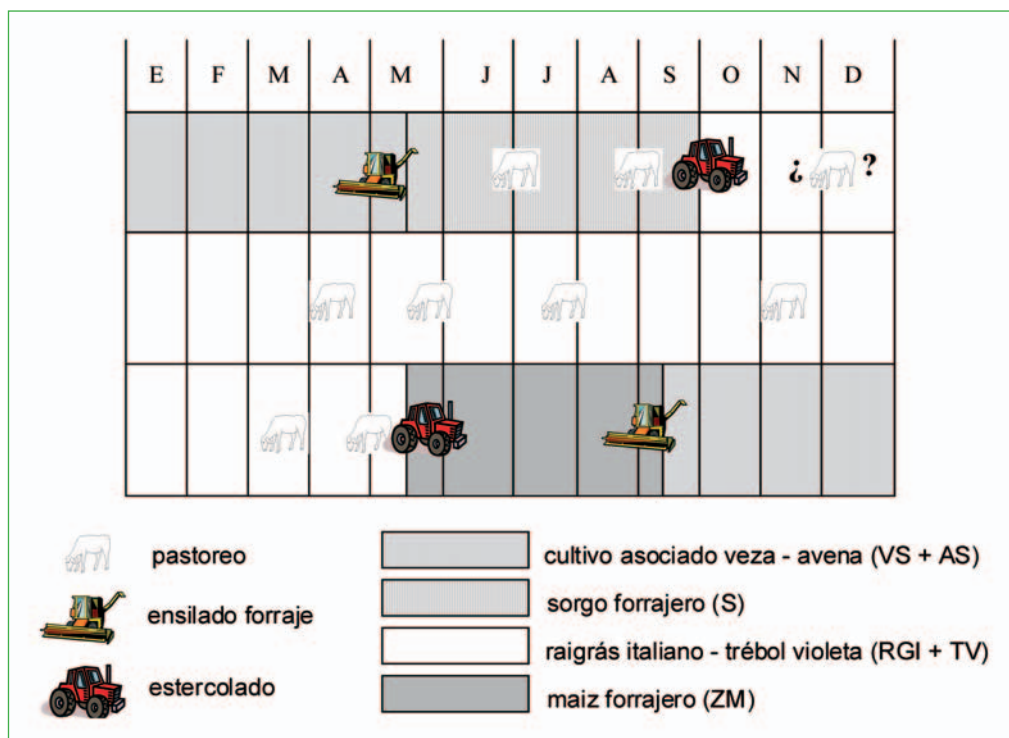 E F M A M J J A S O N D
¿ ?
pastoreo
ensilado forraje
estercolado
cultivo asociado veza - avena (VS + AS)
sorgo forrajero (S)
raigrás italiano - trébol violeta (RGI + TV)
maiz forrajero (ZM)